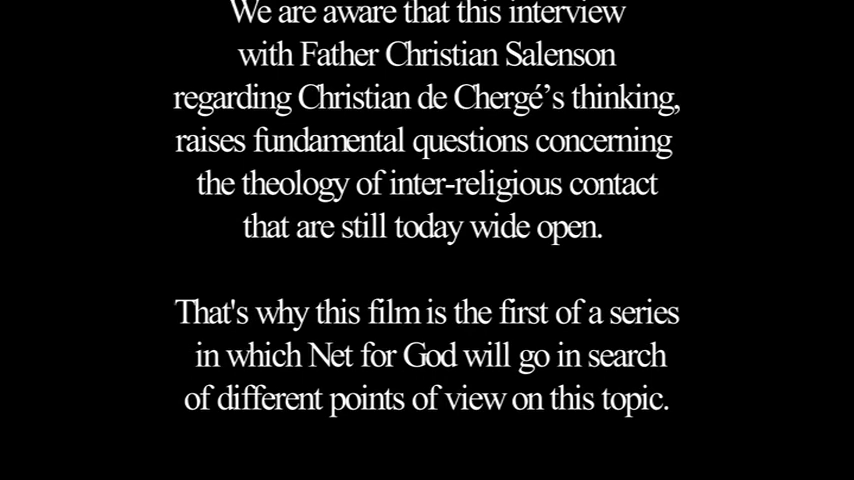 We are aware that this interview
with Father Christian Salenson
regarding Christian de Chergé’s thinking,
raises fundamental questions concerning
the theology of inter-religious contact
that are still today wide open.
That's why this film is the first of a series
in which Net for God will go in search
of different points of view on this topic.